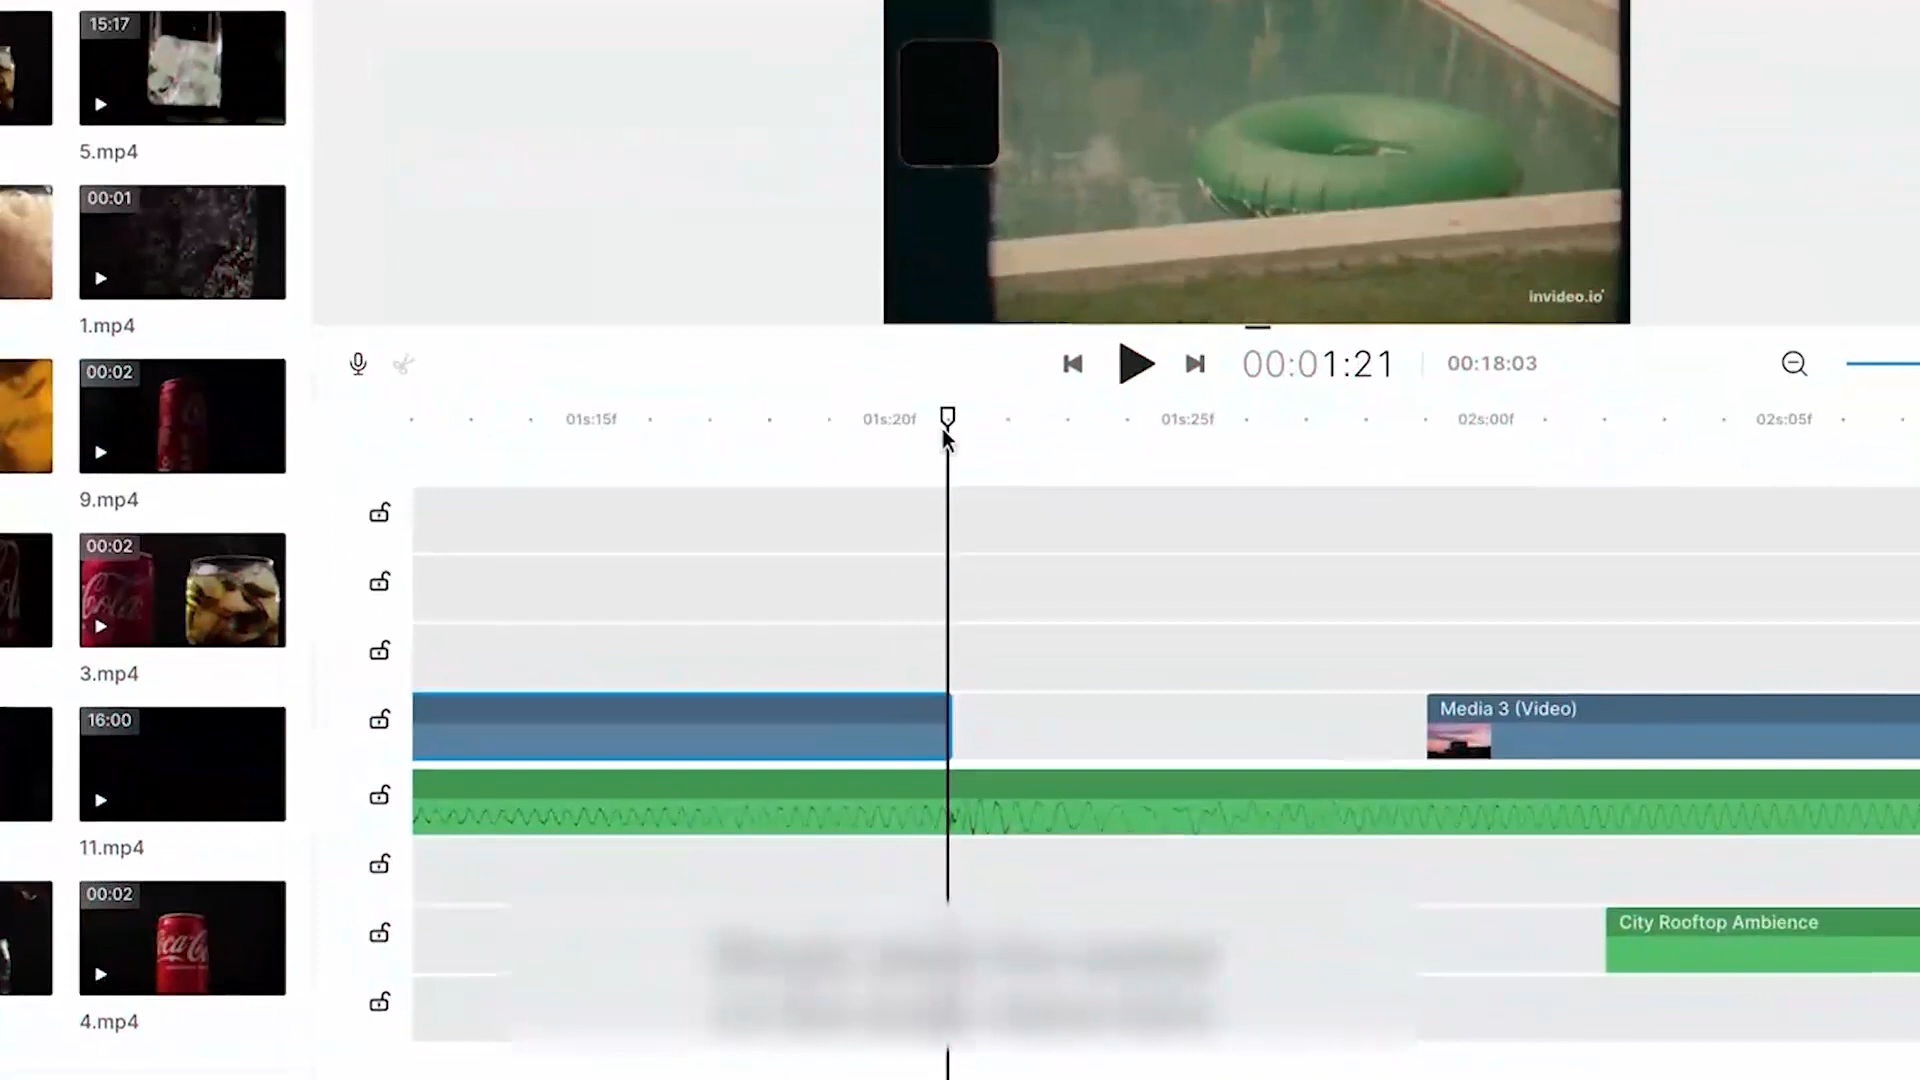 15:17
5.mp4
00:01
1.mp4
00:02
9.mp4
00:02
Cola
3.mp4
16:00
11.mp4
00:02
4.mp4
invideo.io
00:01:21
00:18:03
01s:15f
01s:20f
01s:25f
02s:00f
02s:05f
Media 3 (Video)
City Rooftop Ambience